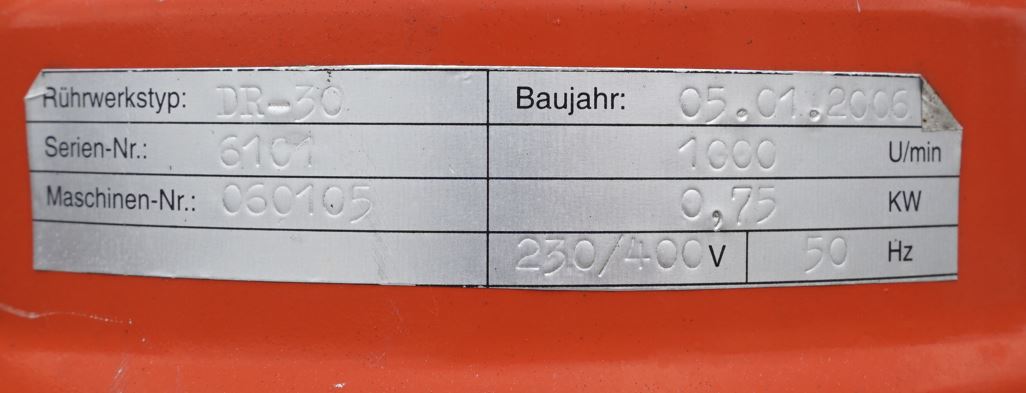 Rührwerkstyp: DR-30 Baujahr: 05.01.2006
Serien-Nr.: 6101 1000 U/min
Maschinen-Nr.: 060105 0,75 KW
230/400 V 50 Hz